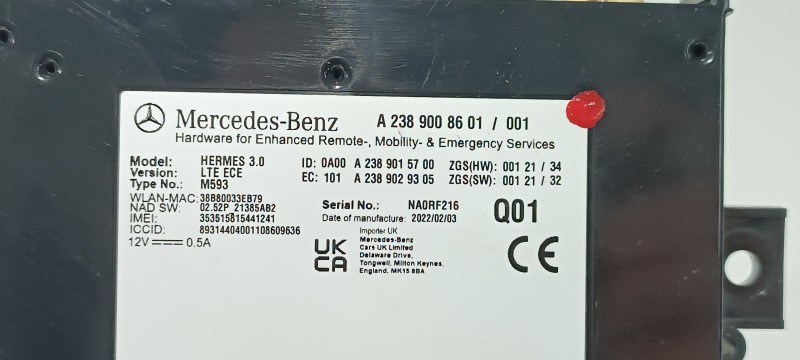 Mercedes-Benz A 238 900 86 01 / 001
Hardware for Enhanced Remote-, Mobility- & Emergency Services
Model: HERMES 3.0 ID: 0A00 A 238 901 57 00 ZGS(HW): 001 21 / 34
Version: LTE ECE EC: 101 A 238 902 93 05 ZGS(SW): 001 21 / 32
Type No.: M593
WLAN-MAC: 38B80033EB79 Serial No.: NA0RF216 Q01
NAD SW: 02.52P_21385AB2 Date of manufacture: 2022/02/03
IMEI: 353515815441241
ICCID: 89314404001108609636
12V 0.5A
UK CA
Importer UK
Mercedes-Benz
Cars UK Limited
Delaware Drive,
Tongwell, Milton Keynes,
England, MK15 8BA
CE